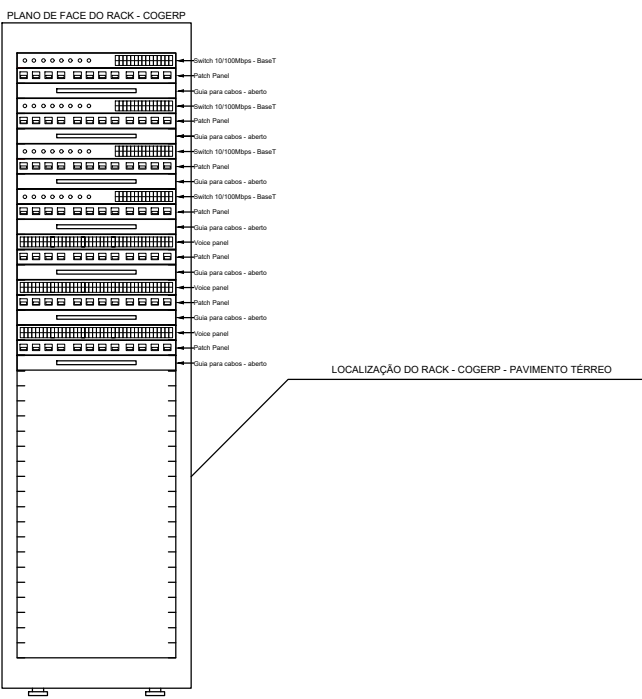 PLANO DE FACE DO RACK - COGERP
Switch 10/100Mbps - BaseT
Patch Panel
Guia para cabos - aberto
Switch 10/100Mbps - BaseT
Patch Panel
Guia para cabos - aberto
Switch 10/100Mbps - BaseT
Patch Panel
Guia para cabos - aberto
Switch 10/100Mbps - BaseT
Patch Panel
Guia para cabos - aberto
Voice panel
Patch Panel
Guia para cabos - aberto
Voice panel
Patch Panel
Guia para cabos - aberto
Voice panel
Patch Panel
Guia para cabos - aberto
LOCALIZAÇÃO DO RACK - COGERP - PAVIMENTO TÉRREO